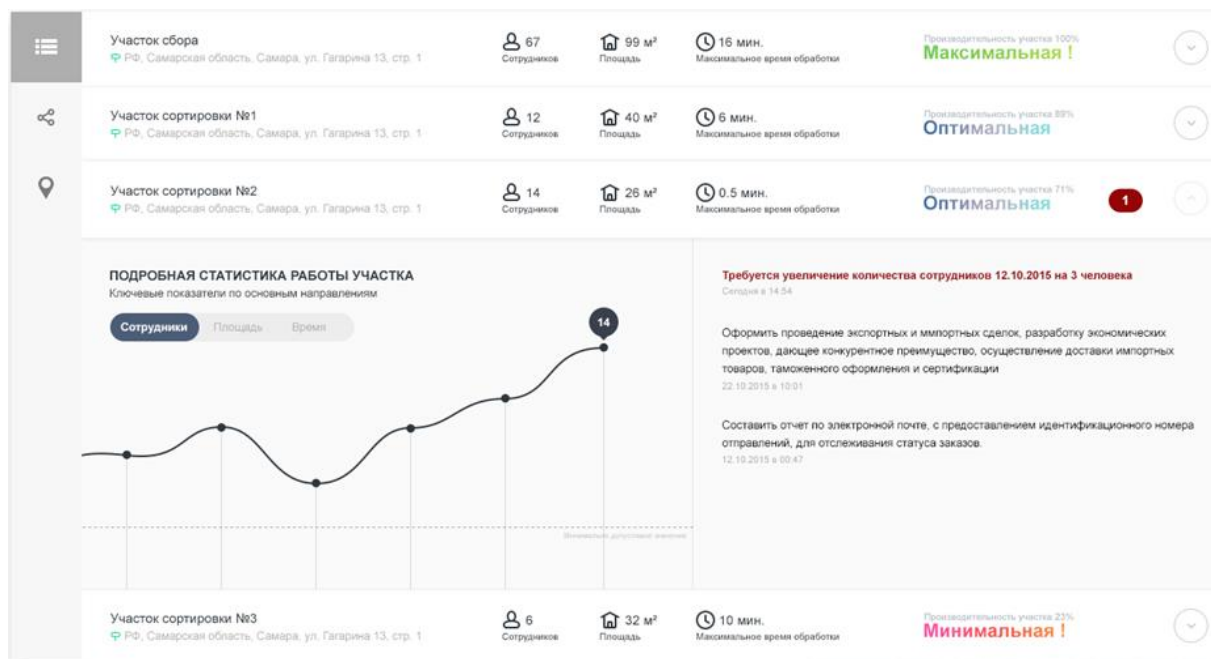 Участок сбора
РФ, Самарская область, Самара, ул. Гагарина 13, стр. 1
67
Сотрудников
99 м²
Площадь
16 мин.
Максимальное время обработки
Производительность участка 100%
Максимальная !
Участок сортировки №1
РФ, Самарская область, Самара, ул. Гагарина 13, стр. 1
12
Сотрудников
40 м²
Площадь
6 мин.
Максимальное время обработки
Производительность участка 89%
Оптимальная
Участок сортировки №2
РФ, Самарская область, Самара, ул. Гагарина 13, стр. 1
14
Сотрудников
26 м²
Площадь
0.5 мин.
Максимальное время обработки
Производительность участка 71%
Оптимальная
1
ПОДРОБНАЯ СТАТИСТИКА РАБОТЫ УЧАСТКА
Ключевые показатели по основным направлениям
Сотрудники Площадь Время
14
Минимально допустимое значение
Требуется увеличение количества сотрудников 12.10.2015 на 3 человека
Сегодня в 14:54
Оформить проведение экспортных и ммпортных сделок, разработку экономических
проектов, дающее конкурентное преимущество, осуществление доставки импортных
товаров, таможенного оформления и сертификации
22.10.2015 в 10:01
Составить отчет по электронной почте, с предоставлением идентификационного номера
отправлений, для отслеживания статуса заказов.
12.10.2015 в 00:47
Участок сортировки №3
РФ, Самарская область, Самара, ул. Гагарина 13, стр. 1
6
Сотрудников
32 м²
Площадь
10 мин.
Максимальное время обработки
Производительность участка 23%
Минимальная !